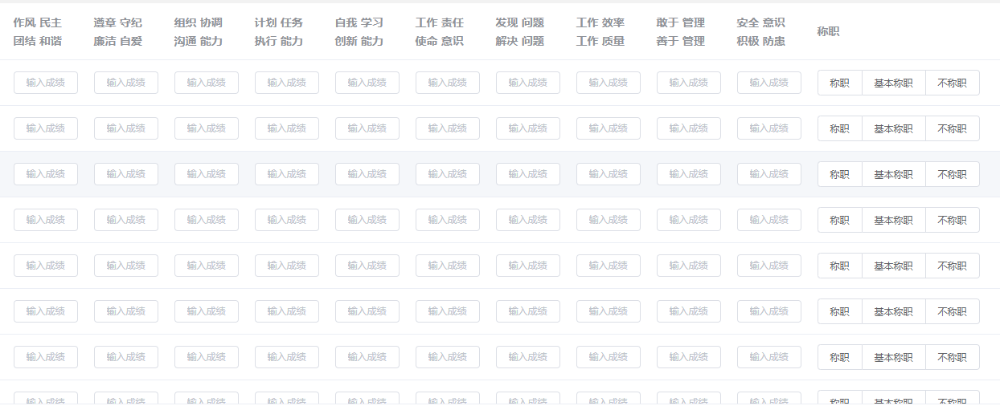 作风 民主 遵章 守纪 组织 协调 计划 任务 自我 学习 工作 责任 发现 问题 工作 效率 敢于 管理 安全 意识 称职
团结 和谐 廉洁 自爱 沟通 能力 执行 能力 创新 能力 使命 意识 解决 问题 工作 质量 善于 管理 积极 防患
输入成绩 输入成绩 输入成绩 输入成绩 输入成绩 输入成绩 输入成绩 输入成绩 输入成绩 输入成绩 称职 基本称职 不称职
输入成绩 输入成绩 输入成绩 输入成绩 输入成绩 输入成绩 输入成绩 输入成绩 输入成绩 输入成绩 称职 基本称职 不称职
输入成绩 输入成绩 输入成绩 输入成绩 输入成绩 输入成绩 输入成绩 输入成绩 输入成绩 输入成绩 称职 基本称职 不称职
输入成绩 输入成绩 输入成绩 输入成绩 输入成绩 输入成绩 输入成绩 输入成绩 输入成绩 输入成绩 称职 基本称职 不称职
输入成绩 输入成绩 输入成绩 输入成绩 输入成绩 输入成绩 输入成绩 输入成绩 输入成绩 输入成绩 称职 基本称职 不称职
输入成绩 输入成绩 输入成绩 输入成绩 输入成绩 输入成绩 输入成绩 输入成绩 输入成绩 输入成绩 称职 基本称职 不称职
输入成绩 输入成绩 输入成绩 输入成绩 输入成绩 输入成绩 输入成绩 输入成绩 输入成绩 输入成绩 称职 基本称职 不称职
输入成绩 输入成绩 输入成绩 输入成绩 输入成绩 输入成绩 输入成绩 输入成绩 输入成绩 输入成绩 称职 基本称职 不称职